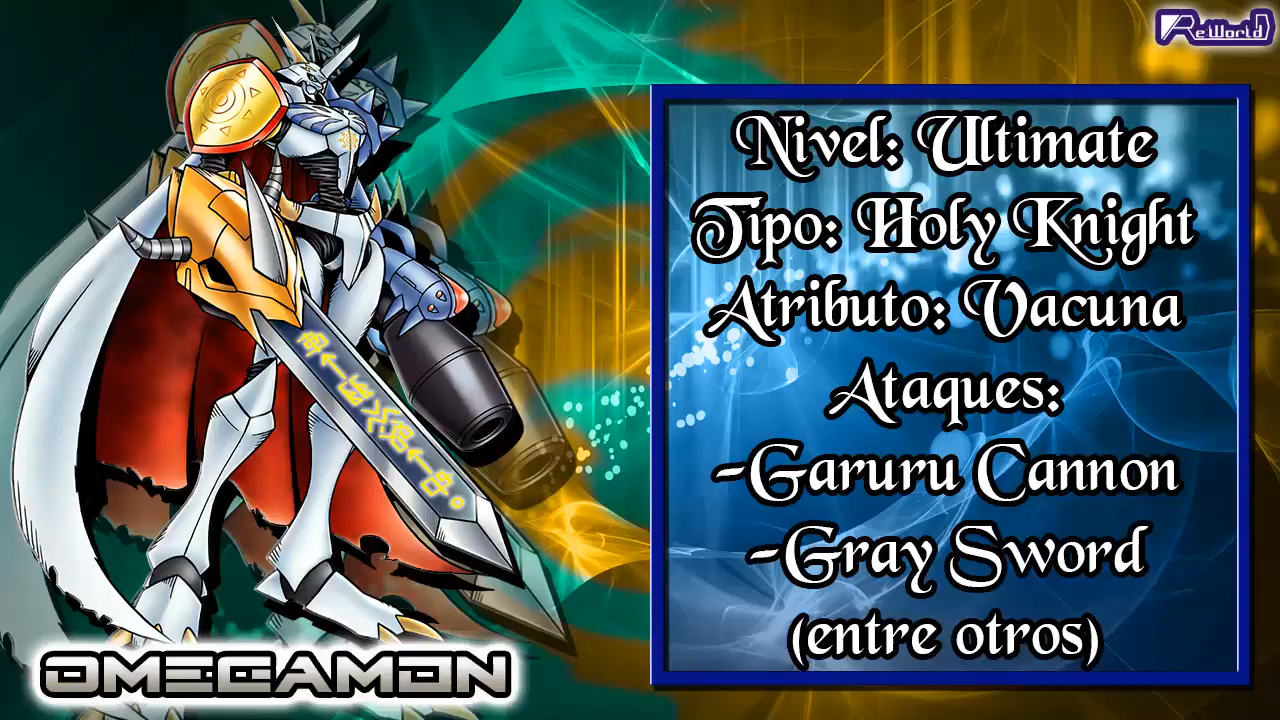 ReWorld
Nivel: Ultimate
Tipo: Holy Knight
Atributo: Vacuna
Ataques:
-Garuru Cannon
-Gray Sword
(entre otros)
OMEGAMON